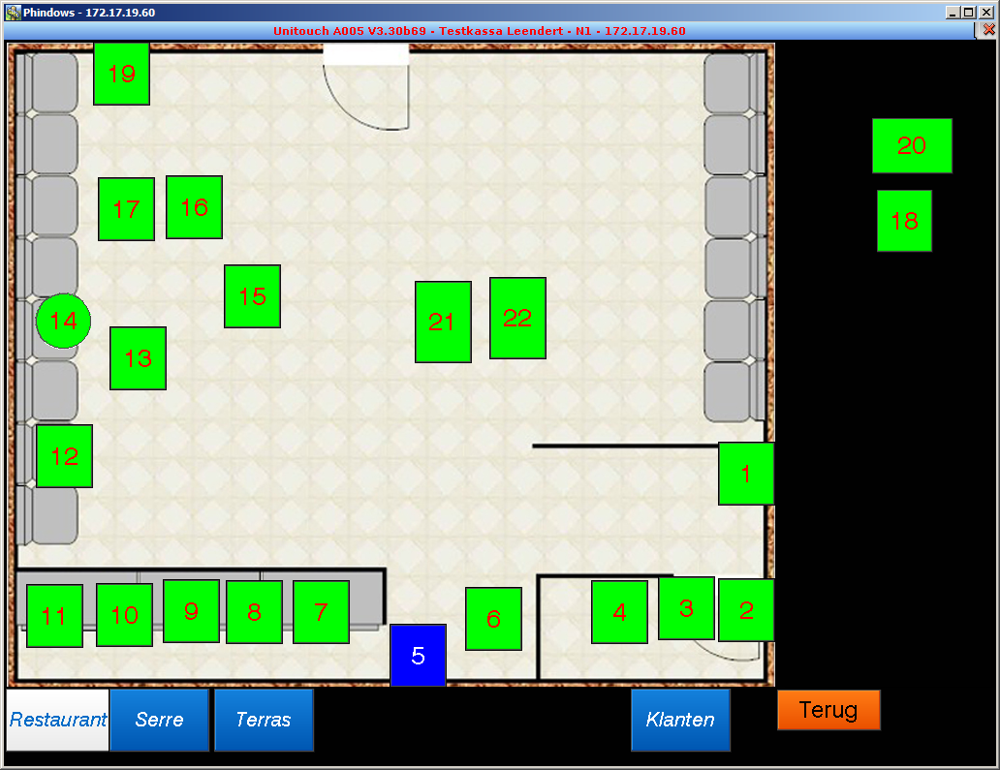 Phindows - 172.17.19.60
Unitouch A005 V3.30b69 - Testkassa Leendert - N1 - 172.17.19.60
19
20
17 16
18
15
21 22
14
13
12
1
11 10 9 8 7
6
4 3 2
5
Restaurant Serre Terras Klanten Terug